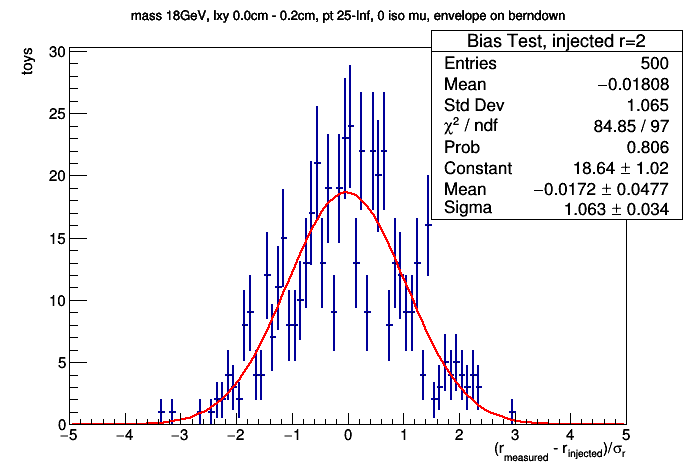 mass 18GeV, lxy 0.0cm - 0.2cm, pt 25-Inf, 0 iso mu, envelope on berndown
toys
Bias Test, injected r=2
Entries 500
Mean −0.01808
Std Dev 1.065
χ² / ndf 84.85 / 97
Prob 0.806
Constant 18.64 ± 1.02
Mean −0.0172 ± 0.0477
Sigma 1.063 ± 0.034
30
25
20
15
10
5
0
−5 −4 −3 −2 −1 0 1 2 3 4 5
(r_measured - r_injected)/σ_r